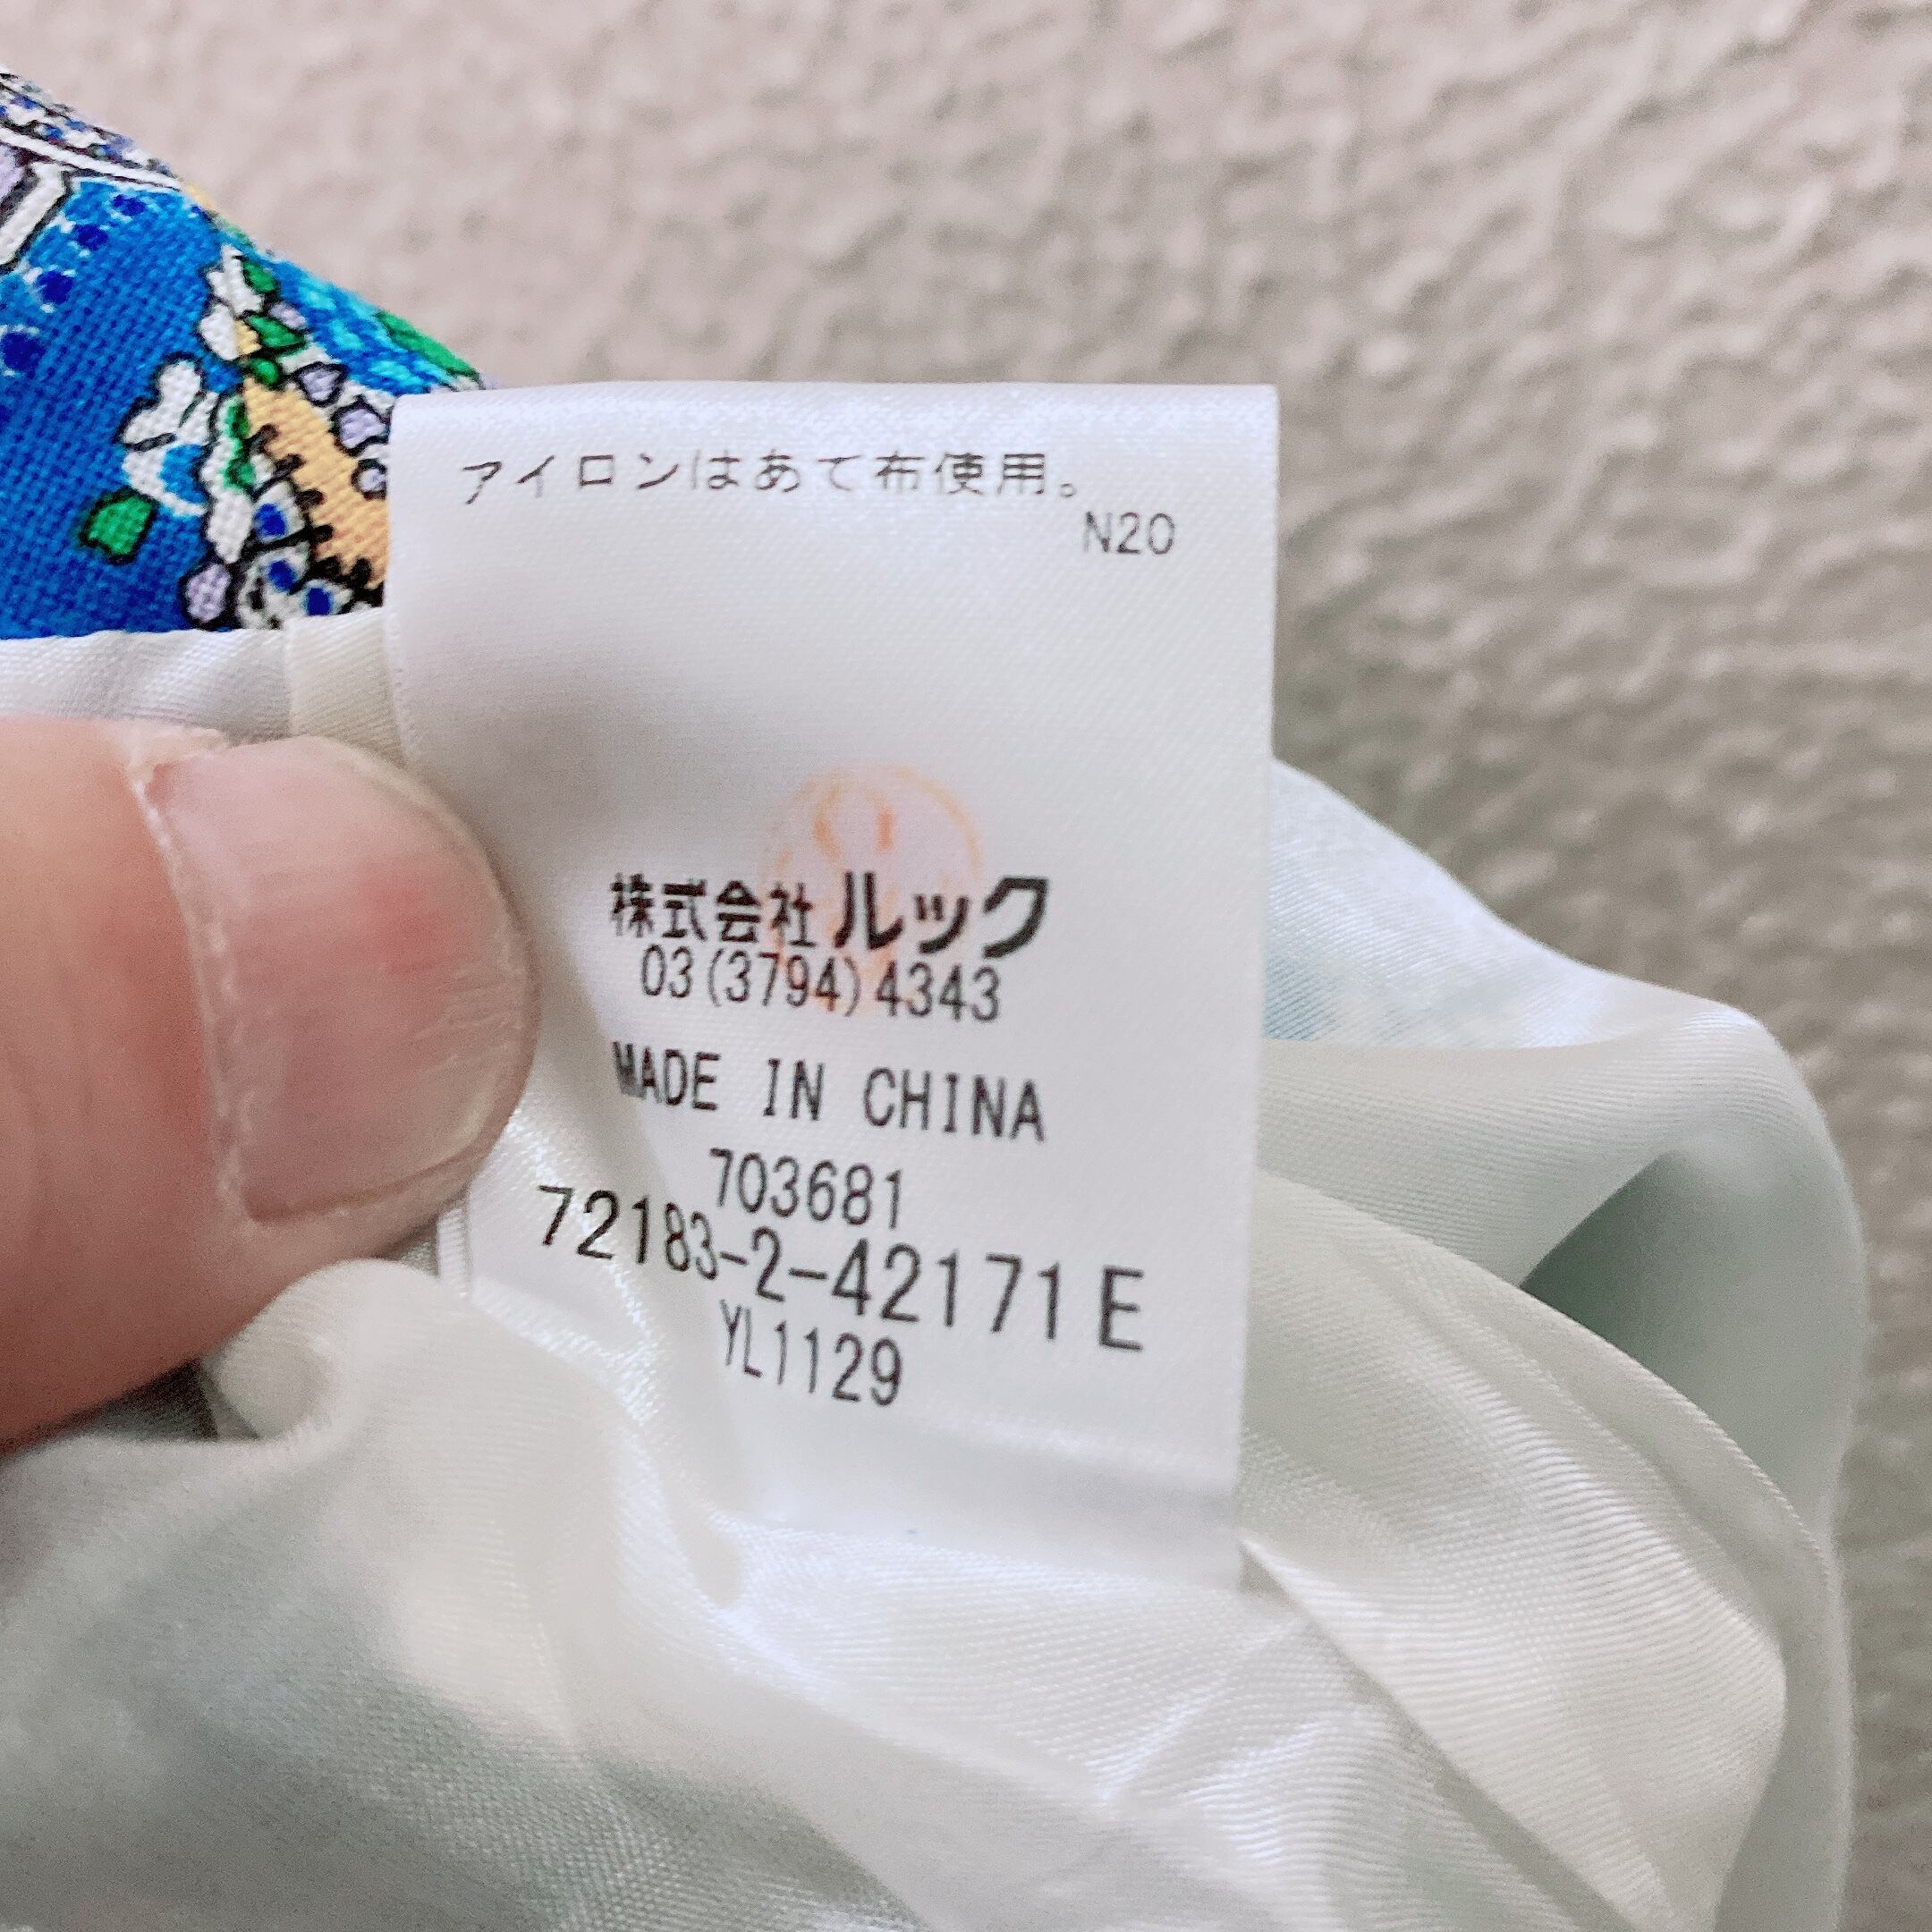 アイロンはあて布使用。
N20
株式会社ルック
03(3794)4343
MADE IN CHINA
703681
72183-2-42171E
YL1129